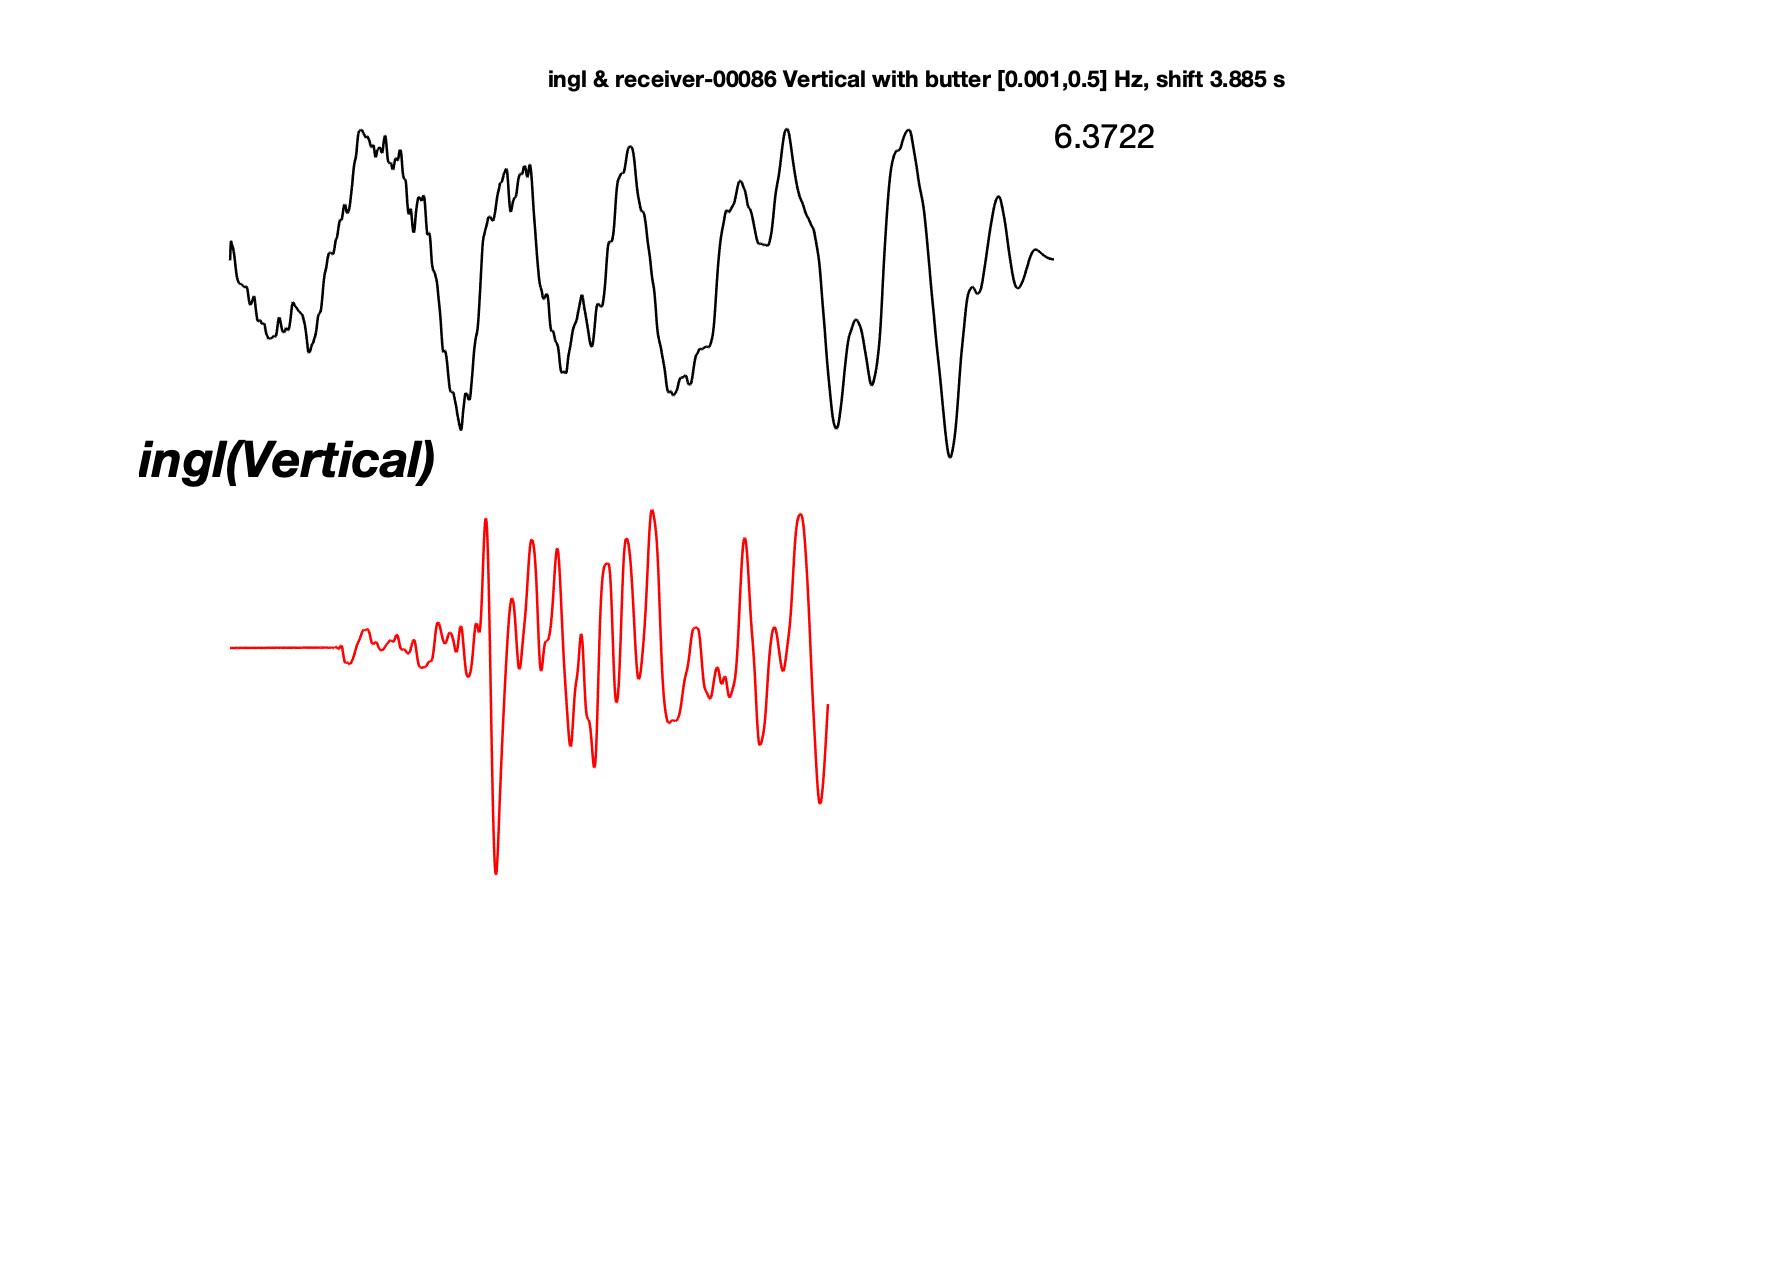 ingl & receiver-00086 Vertical with butter [0.001,0.5] Hz, shift 3.885 s
6.3722
ingl(Vertical)